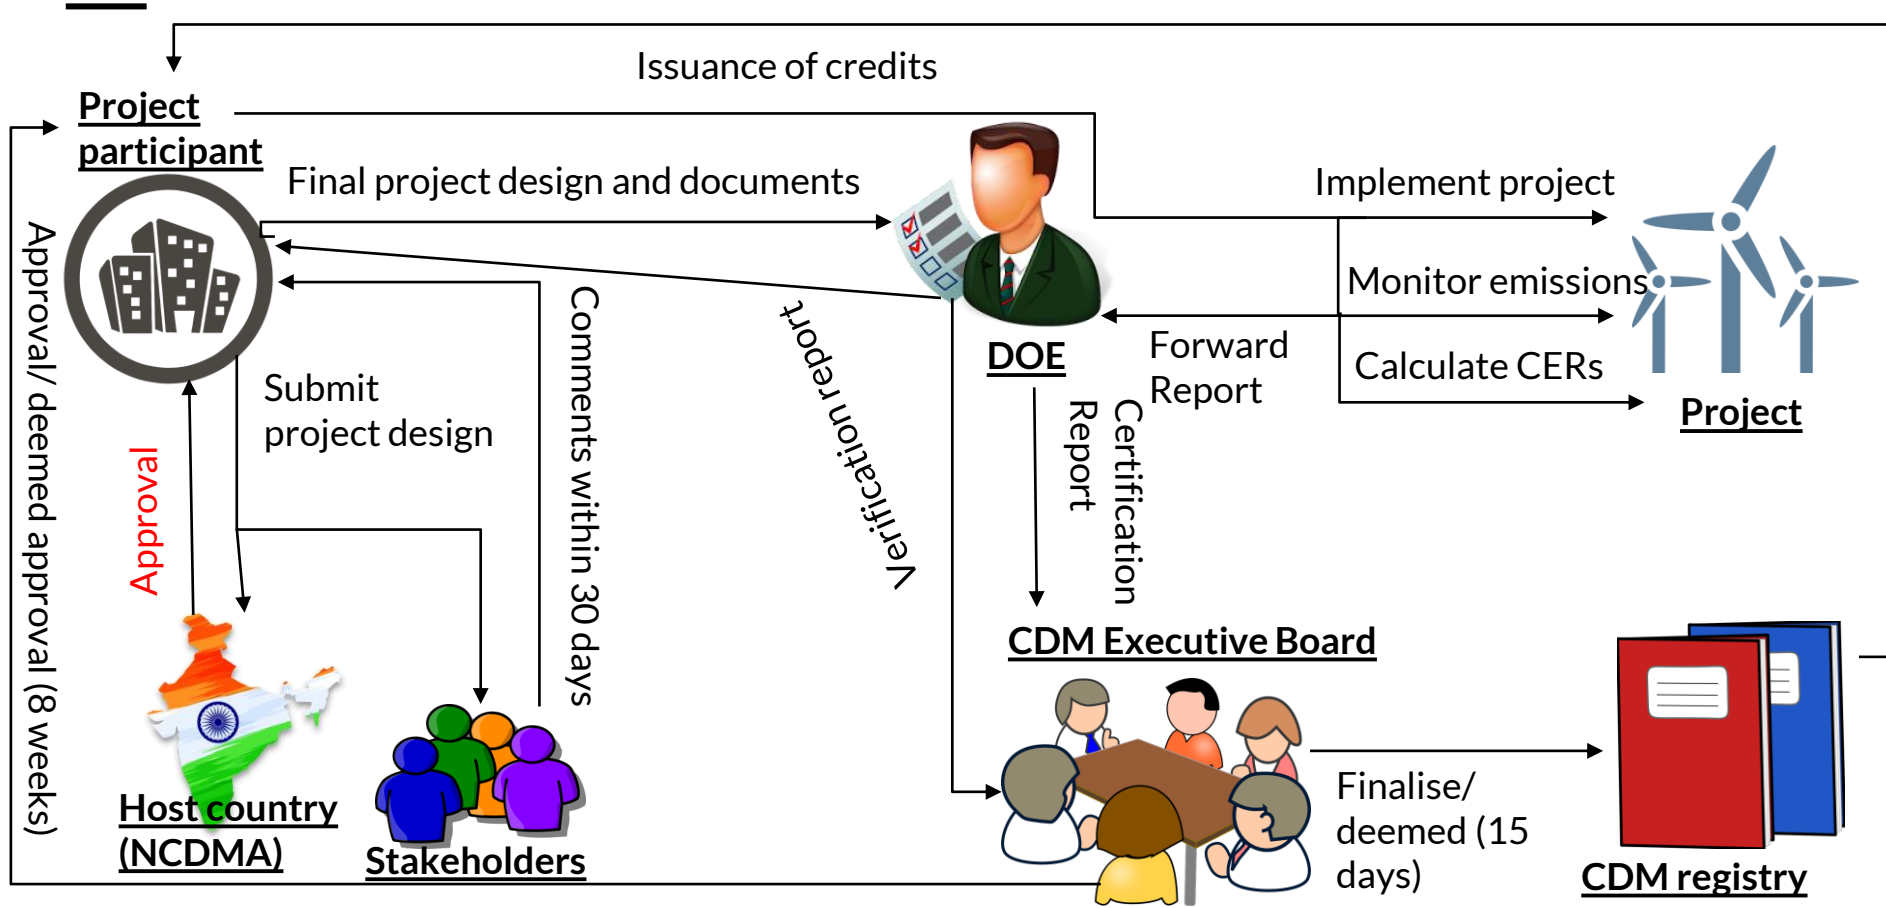 Issuance of credits
Project
participant
Final project design and documents
Implement project
Monitor emissions
Calculate CERs
Project
DOE
Forward
Report
Certification
Report
Verification report
Comments within 30 days
Submit
project design
Approval
Approval/ deemed approval (8 weeks)
Host country
(NCDMA)
Stakeholders
CDM Executive Board
Finalise/
deemed (15
days)
CDM registry